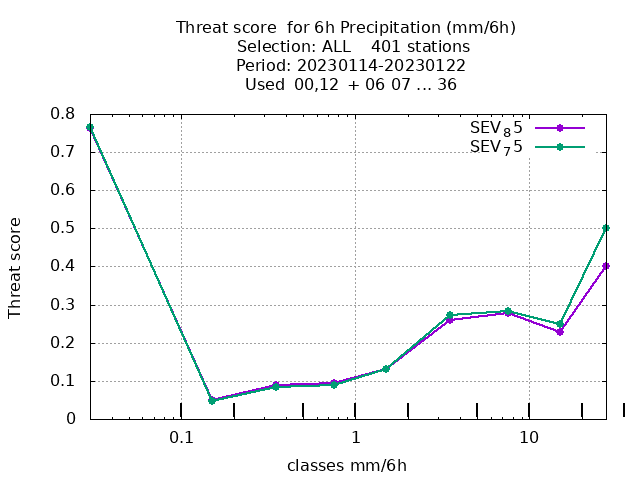 Threat score  for 6h Precipitation (mm/6h)
Selection: ALL    401 stations
Period: 20230114-20230122
Used  00,12  + 06 07 ... 36
0.8
SEV₈5
0.7
SEV₇5
0.6
0.5
Threat score
0.4
0.3
0.2
0.1
0
0.1 1 10
classes mm/6h